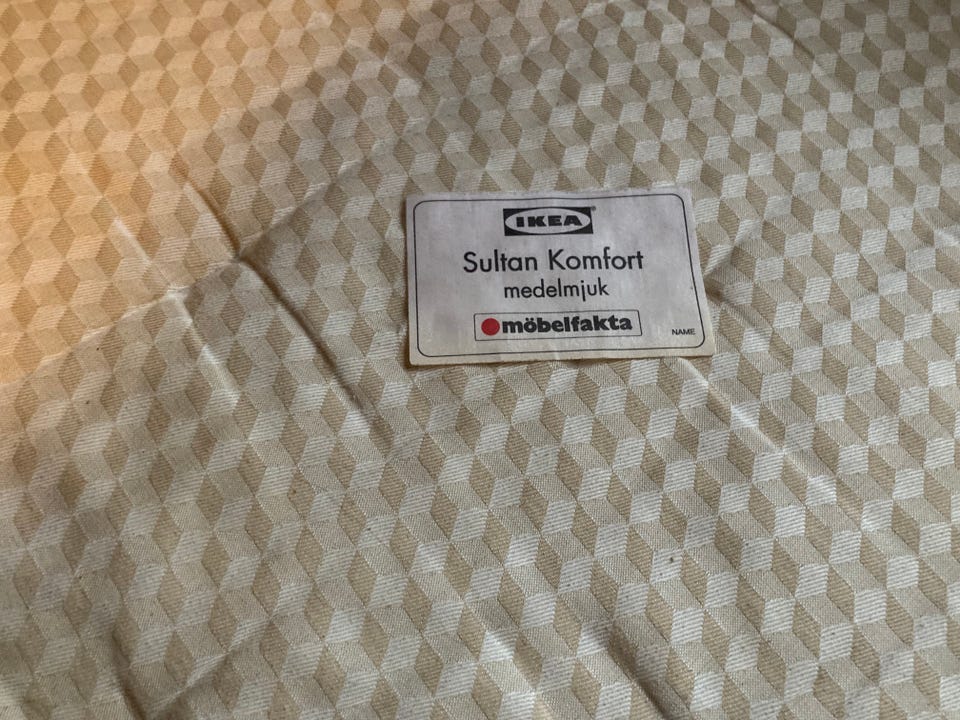 IKEA®
Sultan Komfort
medelmjuk
möbelfakta
NAME